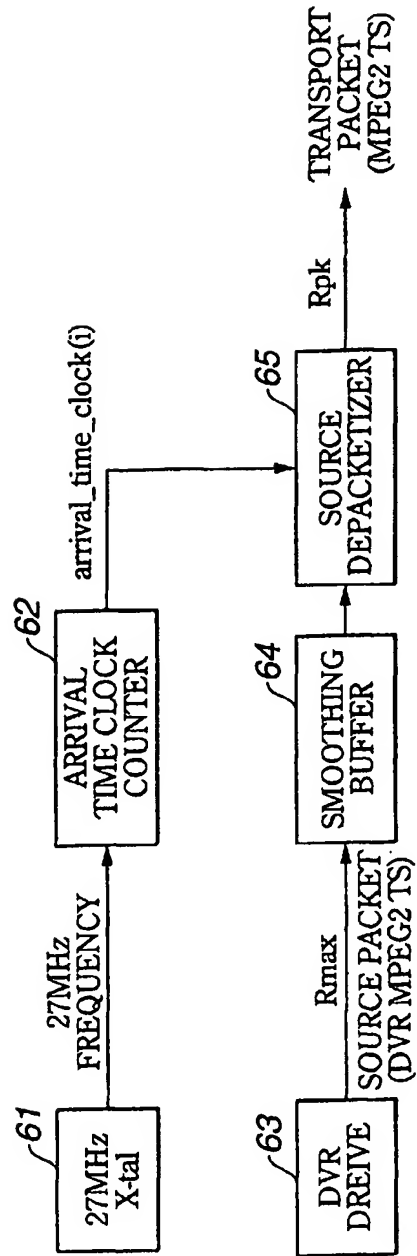 61
27MHz
X-tal
27MHz
FREQUENCY
62
ARRIVAL
TIME CLOCK
COUNTER
arrival_time_clock(i)
63
DVR
DREIVE
Rmax
SOURCE PACKET
(DVR MPEG2 TS)
64
SMOOTHING
BUFFER
65
SOURCE
DEPACKETIZER
Rpk
TRANSPORT
PACKET
(MPEG2 TS)